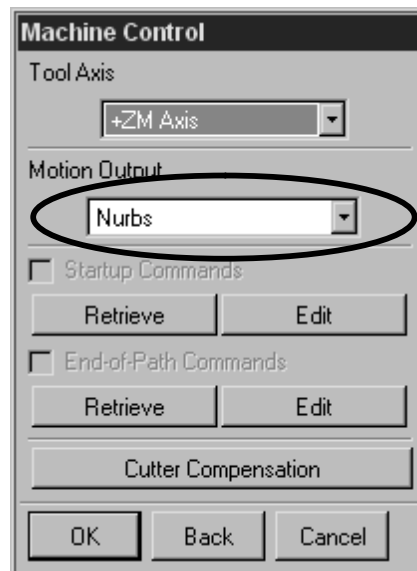 Machine Control
Tool Axis
+ZM Axis
Motion Output
Nurbs
Startup Commands
Retrieve Edit
End-of-Path Commands
Retrieve Edit
Cutter Compensation
OK Back Cancel